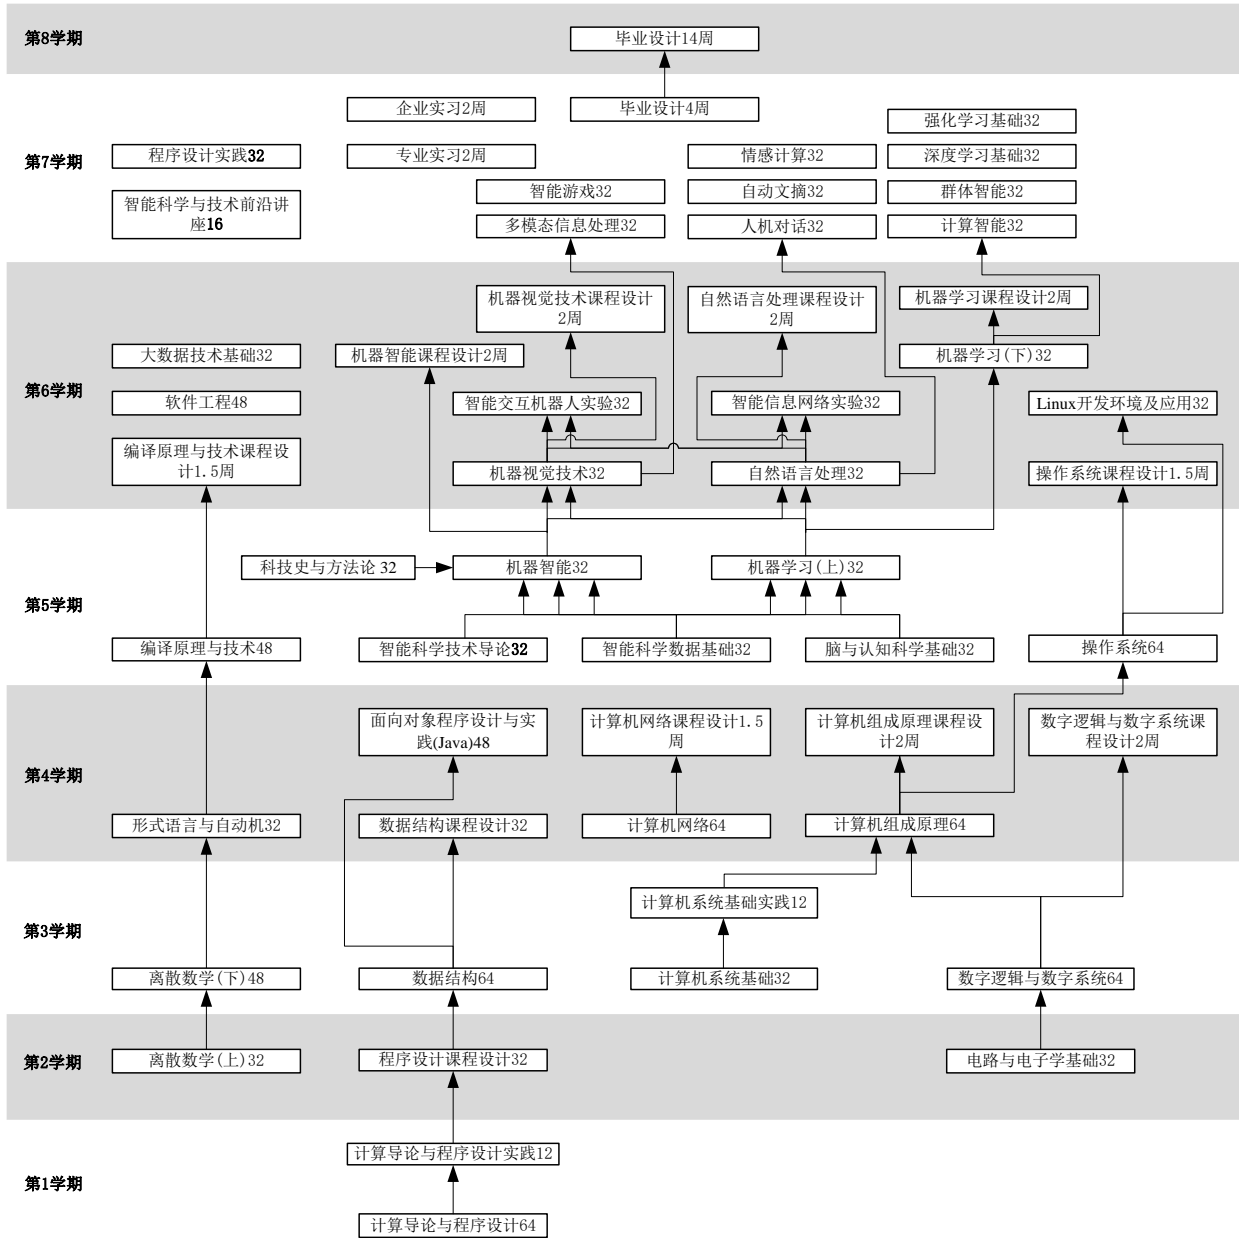 第8学期
毕业设计14周
企业实习2周
毕业设计4周
强化学习基础32
第7学期
程序设计实践32
专业实习2周
情感计算32
深度学习基础32
智能科学与技术前沿讲
座16
智能游戏32
自动文摘32
群体智能32
多模态信息处理32
人机对话32
计算智能32
机器视觉技术课程设计
2周
自然语言处理课程设计
2周
机器学习课程设计2周
大数据技术基础32
机器智能课程设计2周
机器学习(下)32
第6学期
软件工程48
智能交互机器人实验32
智能信息网络实验32
Linux开发环境及应用32
编译原理与技术课程设
计1.5周
机器视觉技术32
自然语言处理32
操作系统课程设计1.5周
科技史与方法论 32
机器智能32
机器学习(上)32
第5学期
编译原理与技术48
智能科学技术导论32
智能科学数据基础32
脑与认知科学基础32
操作系统64
面向对象程序设计与实
践(Java)48
计算机网络课程设计1.5
周
计算机组成原理课程设
计2周
数字逻辑与数字系统课
程设计2周
第4学期
形式语言与自动机32
数据结构课程设计32
计算机网络64
计算机组成原理64
计算机系统基础实践12
第3学期
离散数学(下)48
数据结构64
计算机系统基础32
数字逻辑与数字系统64
第2学期
离散数学(上)32
程序设计课程设计32
电路与电子学基础32
计算导论与程序设计实践12
第1学期
计算导论与程序设计64